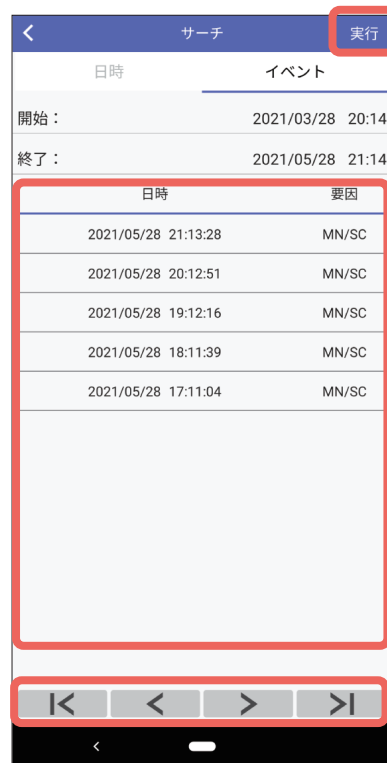 サーチ 実行
日時 イベント
開始： 2021/03/28 20:14
終了： 2021/05/28 21:14
日時 要因
2021/05/28 21:13:28 MN/SC
2021/05/28 20:12:51 MN/SC
2021/05/28 19:12:16 MN/SC
2021/05/28 18:11:39 MN/SC
2021/05/28 17:11:04 MN/SC